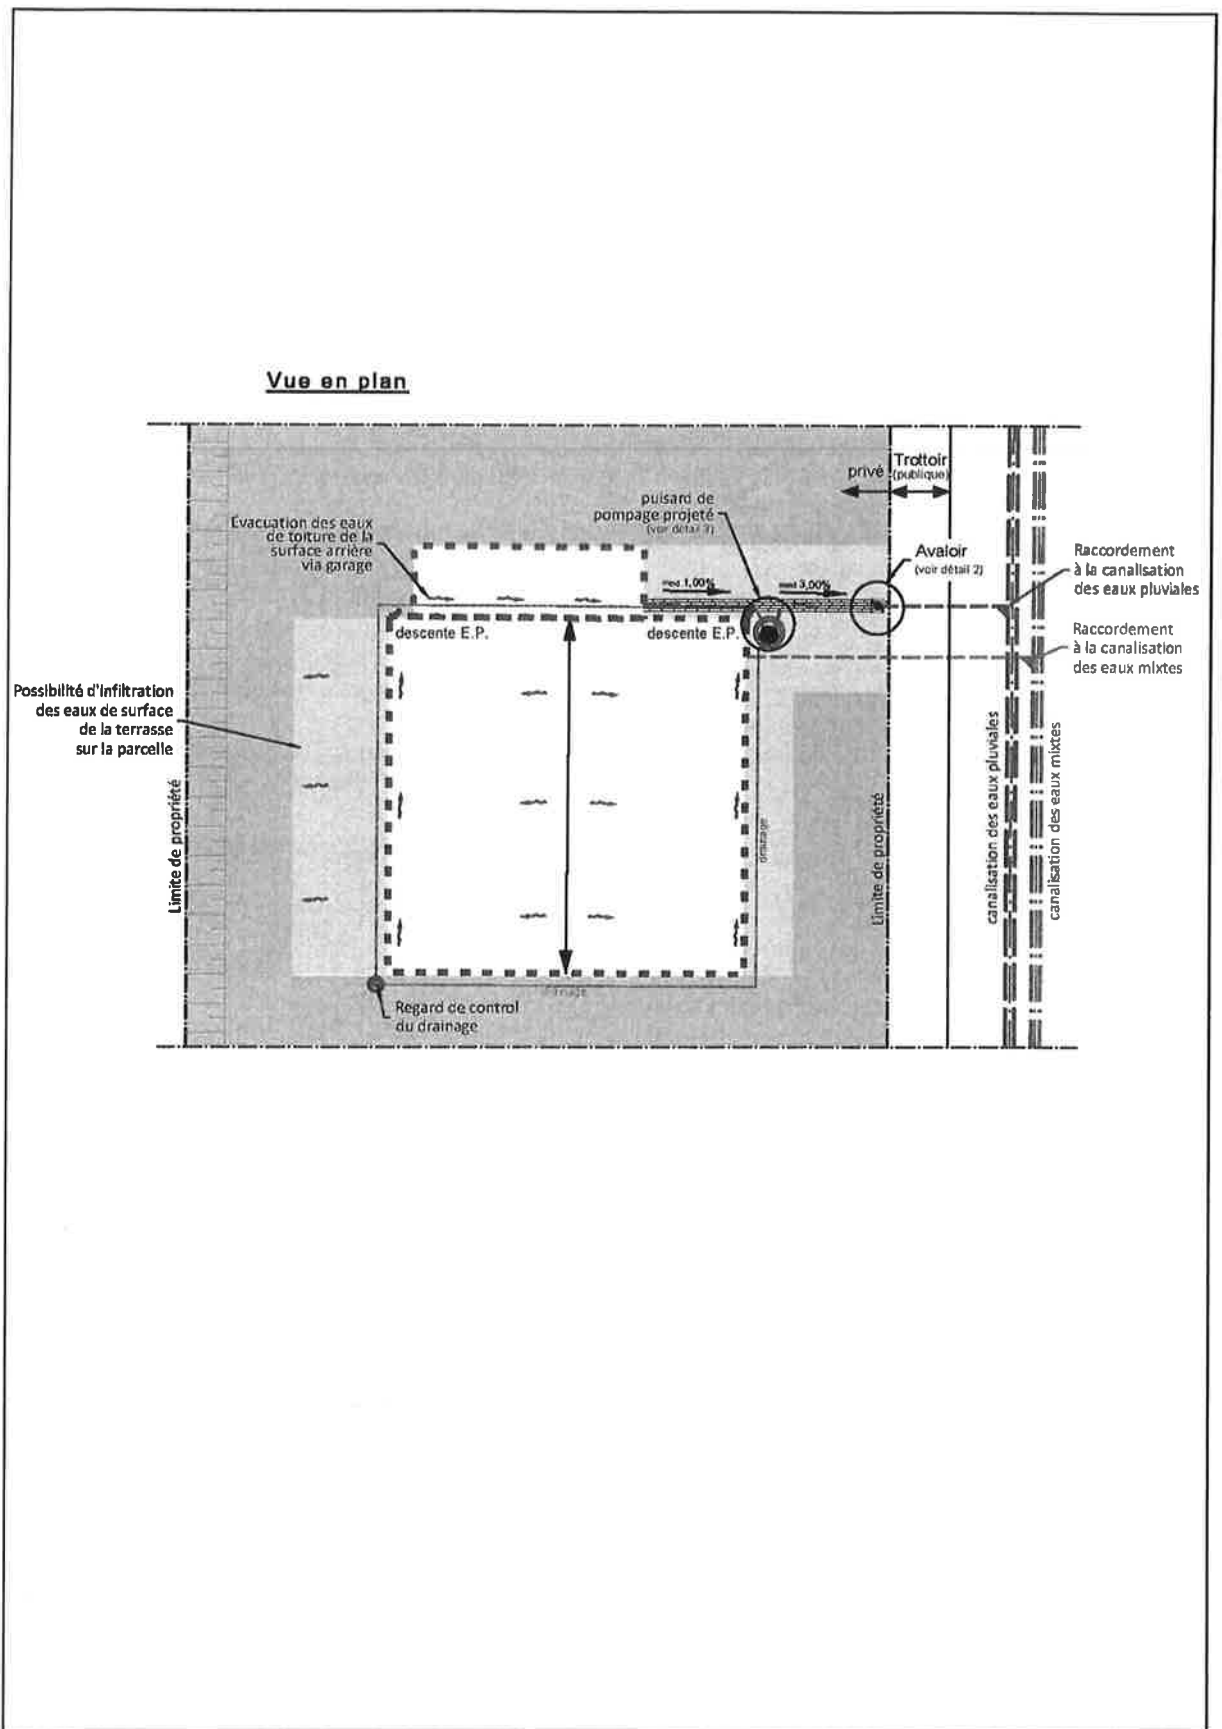 Vue en plan
privé
Trottoir
(publique)
puisard de
pompage projeté
Evacuation des eaux
de toiture de la
surface arrière
via garage
Avaloir
(voir détail 2)
Raccordement
à la canalisation
des eaux pluviales
1,00%
3,00%
descente E.P.
descente E.P.
Raccordement
à la canalisation
des eaux mixtes
Possibilité d'infiltration
des eaux de surface
de la terrasse
sur la parcelle
Limite de propriété
drainage
Limite de propriété
canalisation des eaux pluviales
canalisation des eaux mixtes
Regard de control
du drainage